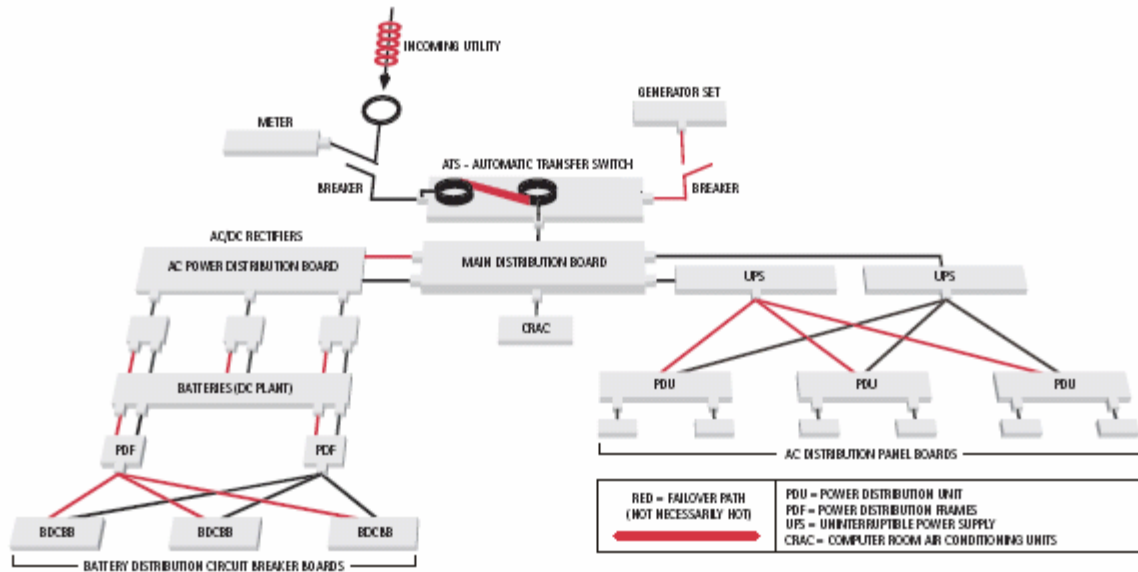 INCOMING UTILITY
GENERATOR SET
METER
ATS - AUTOMATIC TRANSFER SWITCH
BREAKER
BREAKER
AC/DC RECTIFIERS
AC POWER DISTRIBUTION BOARD
MAIN DISTRIBUTION BOARD
UPS
UPS
CRAC
BATTERIES (DC PLANT)
PDU
PDU
PDU
PDF
PDF
AC DISTRIBUTION PANEL BOARDS
BDCBB
BDCBB
BDCBB
BATTERY DISTRIBUTION CIRCUIT BREAKER BOARDS
RED = FAILOVER PATH
(NOT NECESSARILY HOT)
PDU = POWER DISTRIBUTION UNIT
PDF = POWER DISTRIBUTION FRAMES
UPS = UNINTERRUPTIBLE POWER SUPPLY
CRAC = COMPUTER ROOM AIR CONDITIONING UNITS